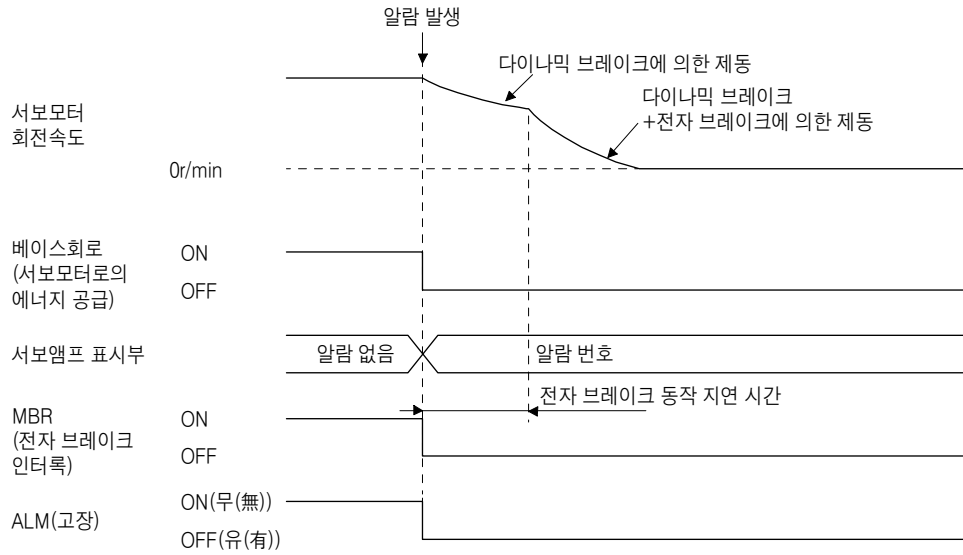 알람 발생
다이나믹 브레이크에 의한 제동
다이나믹 브레이크
+전자 브레이크에 의한 제동
서보모터
회전속도
0r/min
베이스회로
(서보모터로의
에너지 공급)
ON
OFF
서보앰프 표시부
알람 없음
알람 번호
전자 브레이크 동작 지연 시간
MBR
(전자 브레이크
인터록)
ON
OFF
ALM(고장)
ON(무(無))
OFF(유(有))